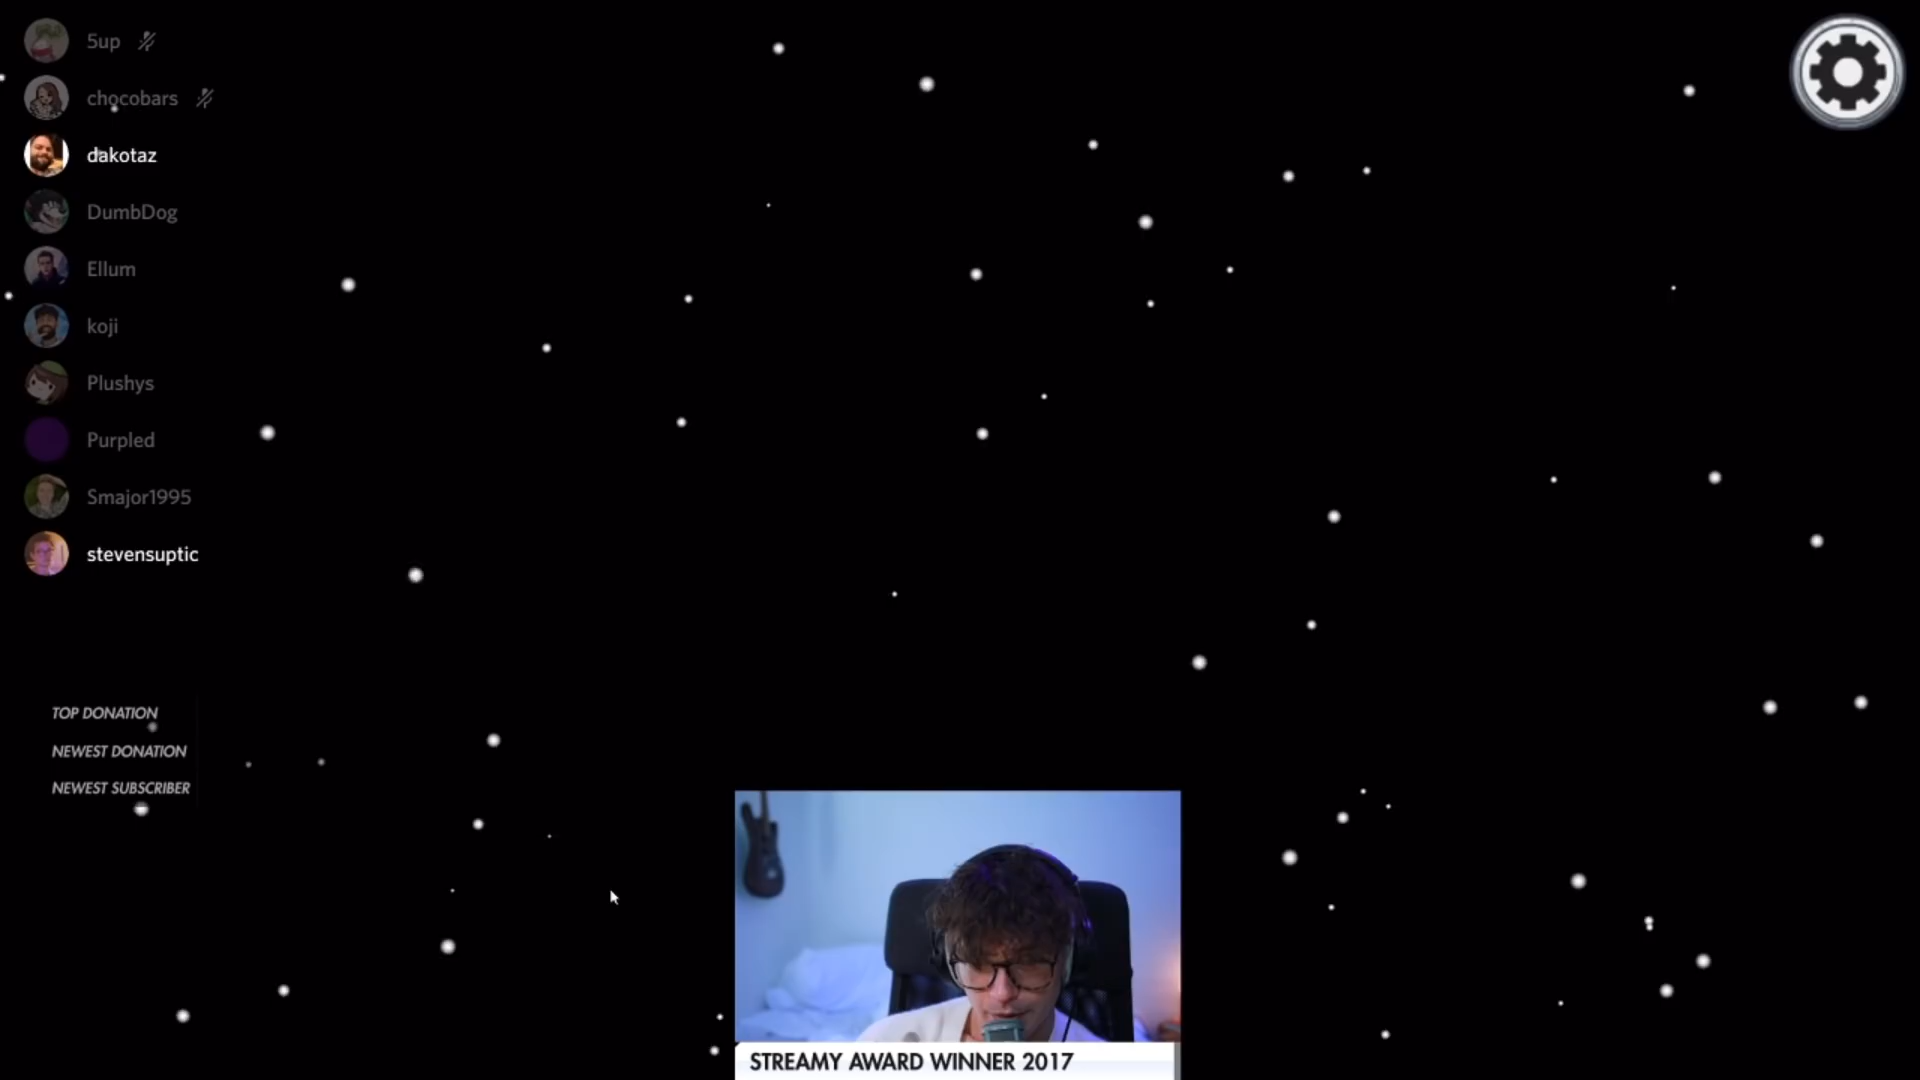 5up
chocobars
dakotaz
DumbDog
Ellum
koji
Plushys
Purpled
Smajor1995
stevensuptic
TOP DONATION
NEWEST DONATION
NEWEST SUBSCRIBER
STREAMY AWARD WINNER 2017